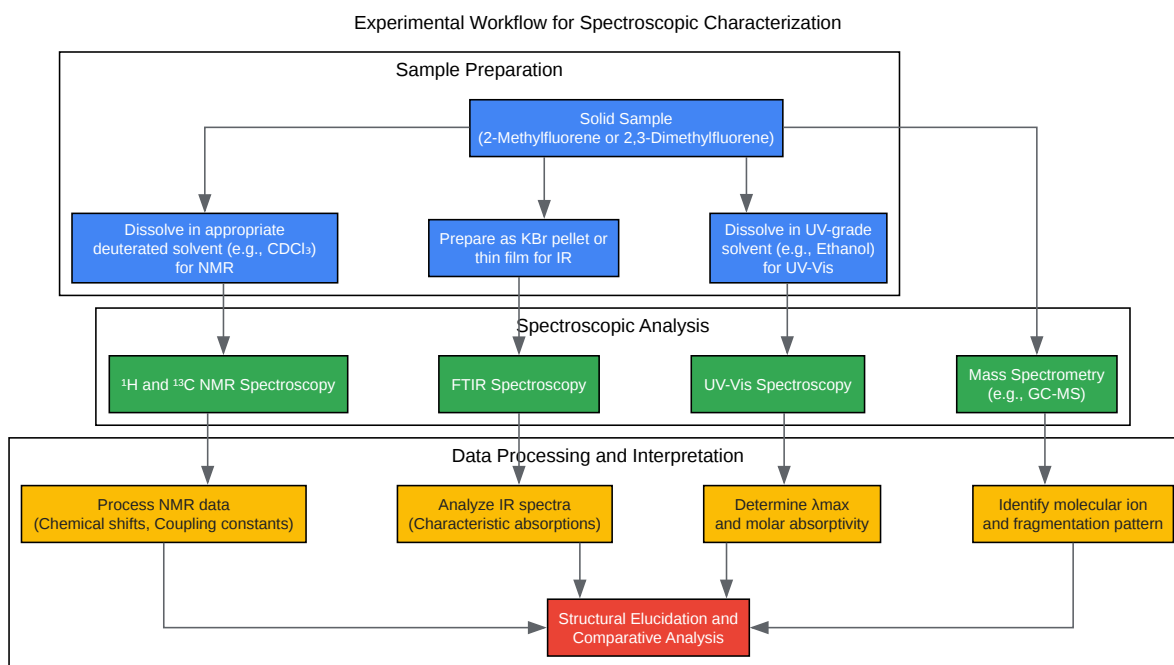 Experimental Workflow for Spectroscopic Characterization
Sample Preparation
Solid Sample
(2-Methylfluorene or 2,3-Dimethylfluorene)
Dissolve in appropriate
deuterated solvent (e.g., CDCl₃)
for NMR
Prepare as KBr pellet or
thin film for IR
Dissolve in UV-grade
solvent (e.g., Ethanol)
for UV-Vis
Spectroscopic Analysis
¹H and ¹³C NMR Spectroscopy
FTIR Spectroscopy
UV-Vis Spectroscopy
Mass Spectrometry
(e.g., GC-MS)
Data Processing and Interpretation
Process NMR data
(Chemical shifts, Coupling constants)
Analyze IR spectra
(Characteristic absorptions)
Determine λmax
and molar absorptivity
Identify molecular ion
and fragmentation pattern
Structural Elucidation and
Comparative Analysis